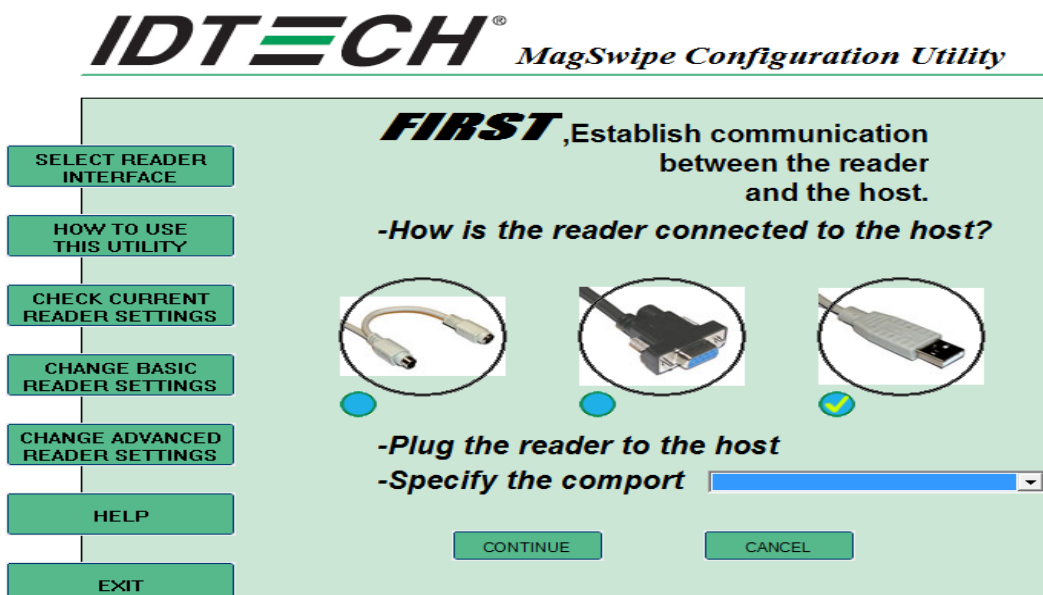 IDTECH® MagSwipe Configuration Utility
FIRST ,Establish communication
between the reader
and the host.
SELECT READER
INTERFACE
HOW TO USE
THIS UTILITY
CHECK CURRENT
READER SETTINGS
CHANGE BASIC
READER SETTINGS
CHANGE ADVANCED
READER SETTINGS
HELP
EXIT
-How is the reader connected to the host?
-Plug the reader to the host
-Specify the comport
CONTINUE
CANCEL